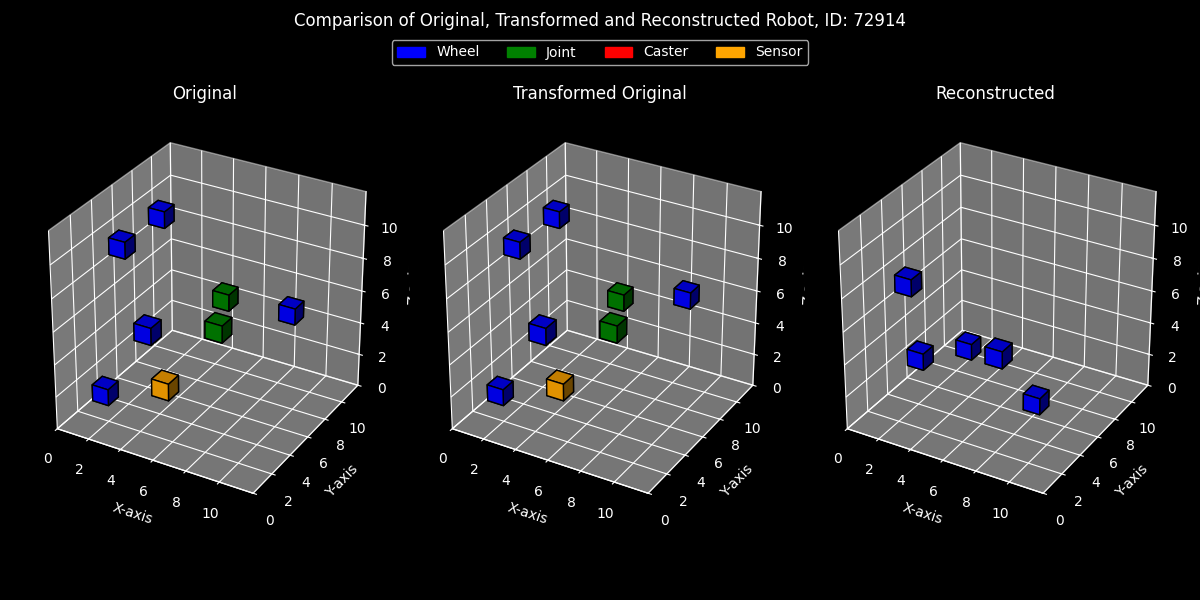 Comparison of Original, Transformed and Reconstructed Robot, ID: 72914
Wheel Joint Caster Sensor
Original
Transformed Original
Reconstructed
0 2 4 6 8 10
X-axis
0 2 4 6 8 10
Y-axis
0 2 4 6 8 10
0 2 4 6 8 10
X-axis
0 2 4 6 8 10
Y-axis
0 2 4 6 8 10
0 2 4 6 8 10
X-axis
0 2 4 6 8 10
Y-axis
0 2 4 6 8 10